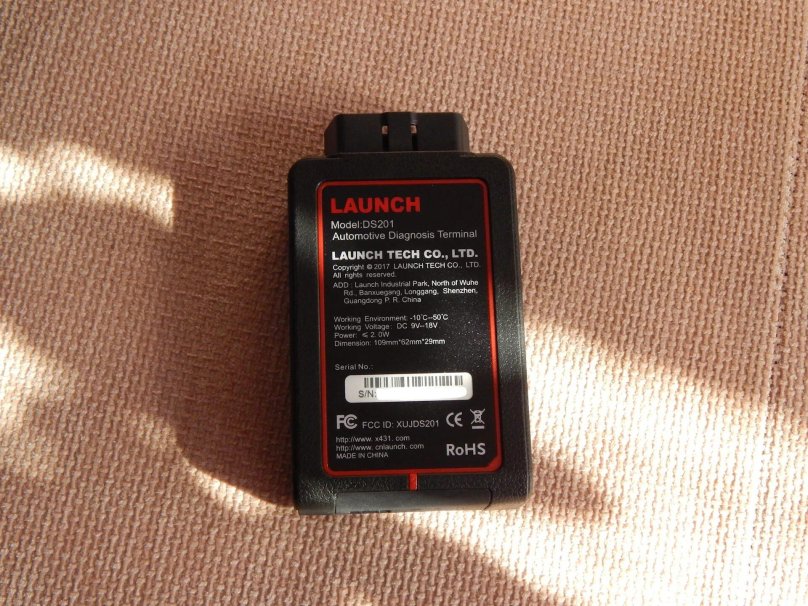 LAUNCH
Model:DS201
Automotive Diagnosis Terminal
LAUNCH TECH CO., LTD.
Copyright © 2017 LAUNCH TECH CO., LTD.
All rights reserved.
ADD : Launch Industrial Park, North of Wuhe
Rd., Banxuegang, Longgang, Shenzhen,
Guangdong P. R. China
Working Environment: -10℃--50℃
Working Voltage: DC 9V--18V
Power: ≤ 2. 0W
Dimension: 109mm*62mm*29mm
Serial No.:
S/N:
FC FCC ID: XUJDS201 CE
http://www. x431. com
http://www. cnlaunch. com
MADE IN CHINA
RoHS